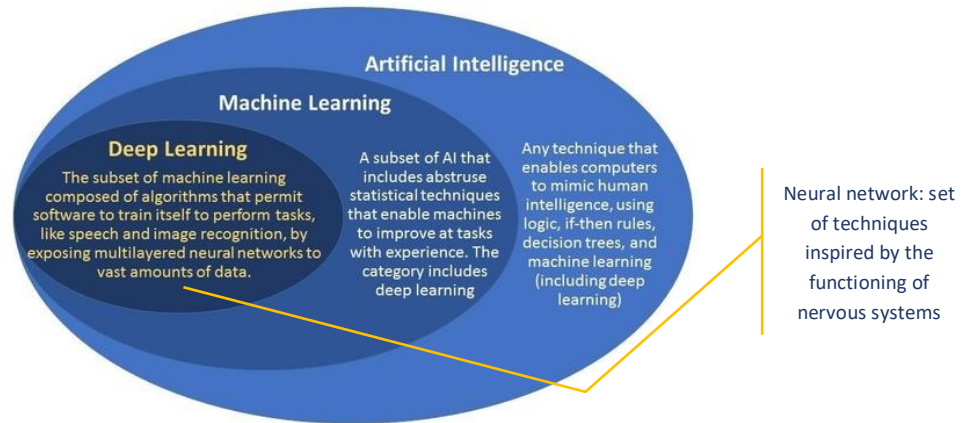 Artificial Intelligence
Machine Learning
Deep Learning
The subset of machine learning
composed of algorithms that permit
software to train itself to perform tasks,
like speech and image recognition, by
exposing multilayered neural networks to
vast amounts of data.
A subset of AI that
includes abstruse
statistical techniques
that enable machines
to improve at tasks
with experience. The
category includes
deep learning
Any technique that
enables computers
to mimic human
intelligence, using
logic, if-then rules,
decision trees, and
machine learning
(including deep
learning)
Neural network: set
of techniques
inspired by the
functioning of
nervous systems